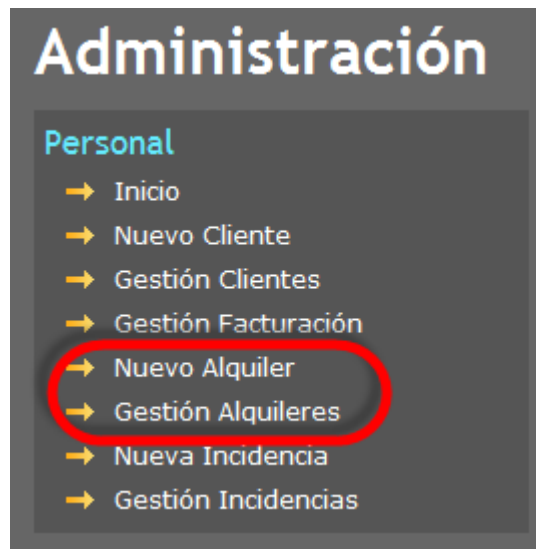 Administración
Personal
Inicio
Nuevo Cliente
Gestión Clientes
Gestión Facturación
Nuevo Alquiler
Gestión Alquileres
Nueva Incidencia
Gestión Incidencias